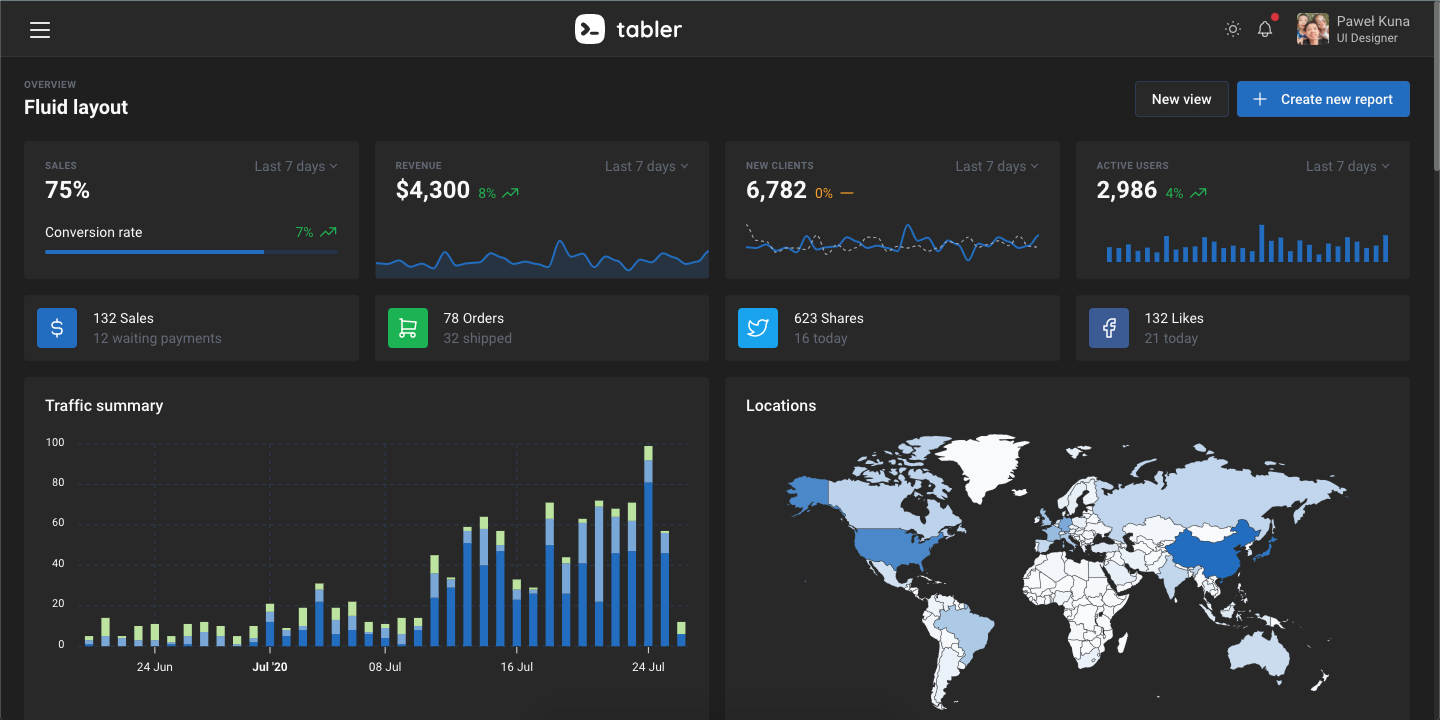 tabler
Paweł Kuna
UI Designer
OVERVIEW
Fluid layout
New view
Create new report
SALES
Last 7 days
75%
Conversion rate
7%
REVENUE
Last 7 days
$4,300
8%
NEW CLIENTS
Last 7 days
6,782
0%
ACTIVE USERS
Last 7 days
2,986
4%
132 Sales
12 waiting payments
78 Orders
32 shipped
623 Shares
16 today
132 Likes
21 today
Traffic summary
100
80
60
40
20
0
24 Jun
Jul '20
08 Jul
16 Jul
24 Jul
Locations